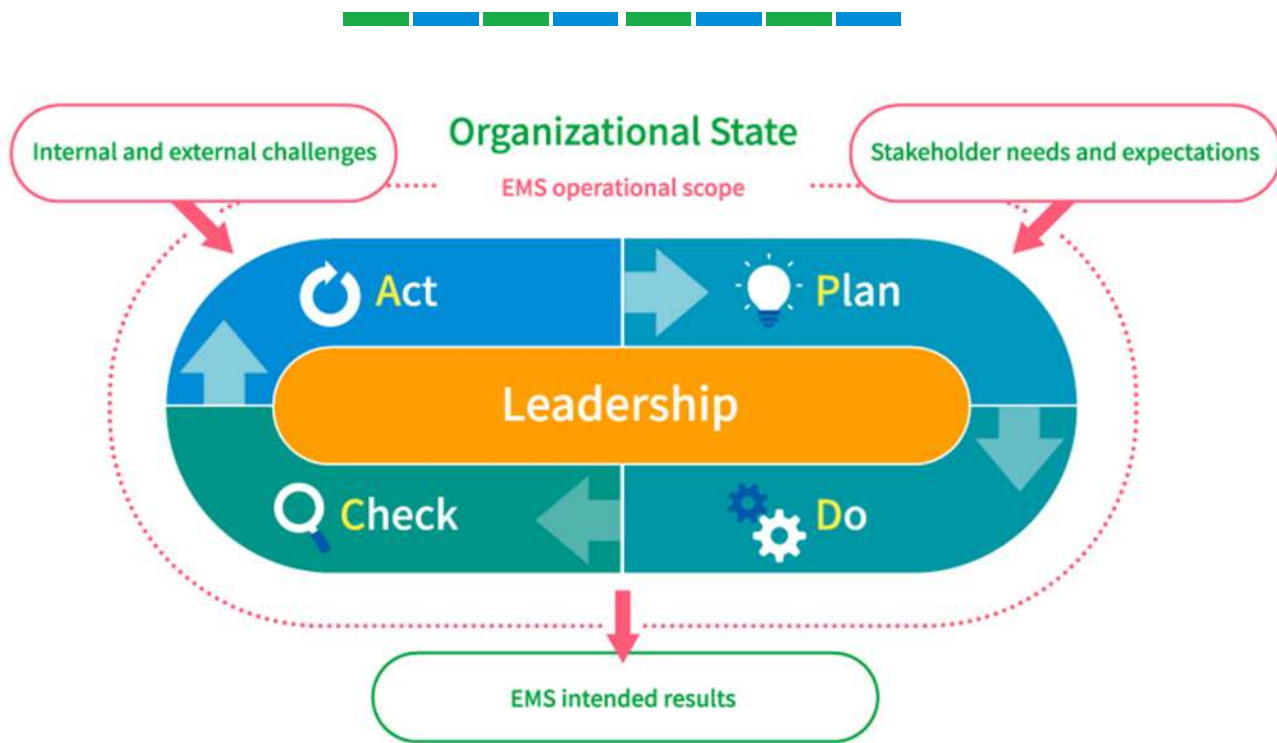 Organizational State
Internal and external challenges
Stakeholder needs and expectations
EMS operational scope
Act
Plan
Leadership
Check
Do
EMS intended results